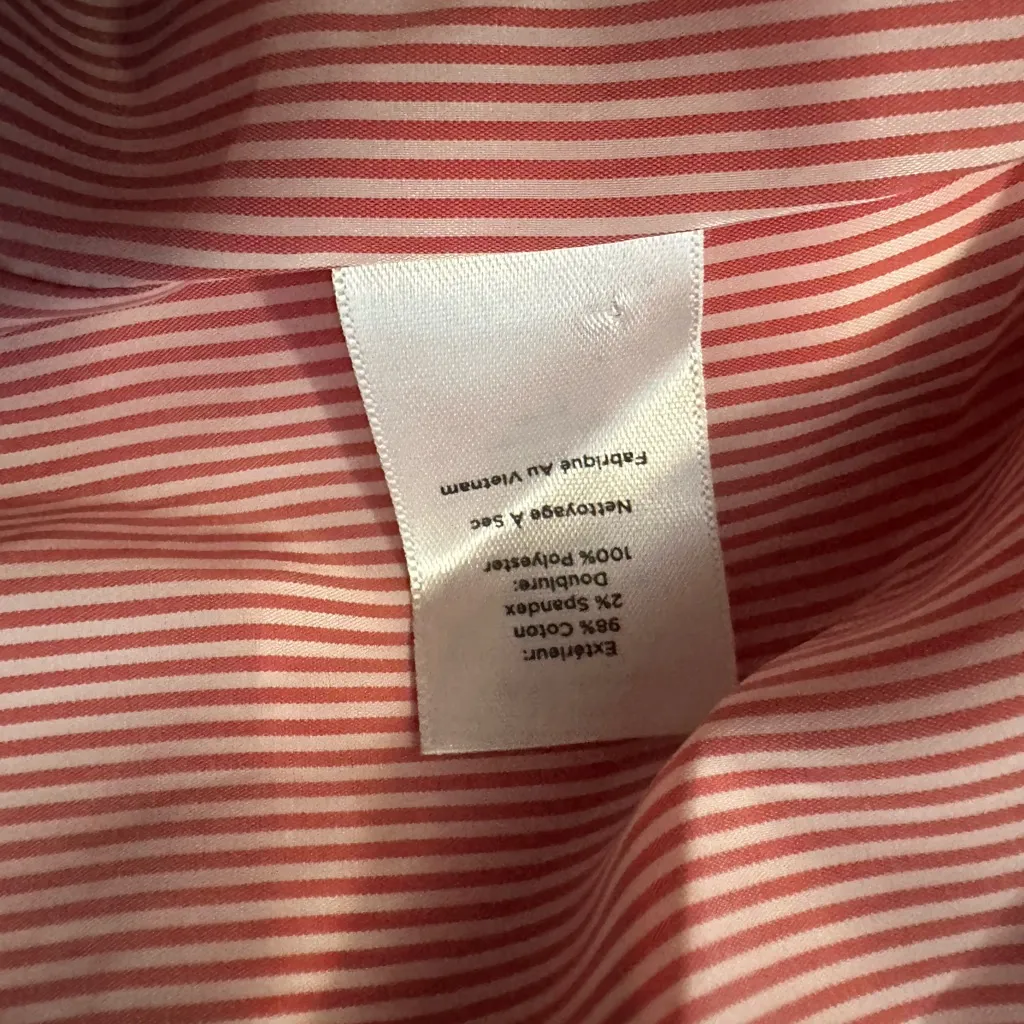 Extérieur:
98% Coton
2% Spandex
Doublure:
100% Polyester
Nettoyage À Sec
Fabriqué Au Vietnam